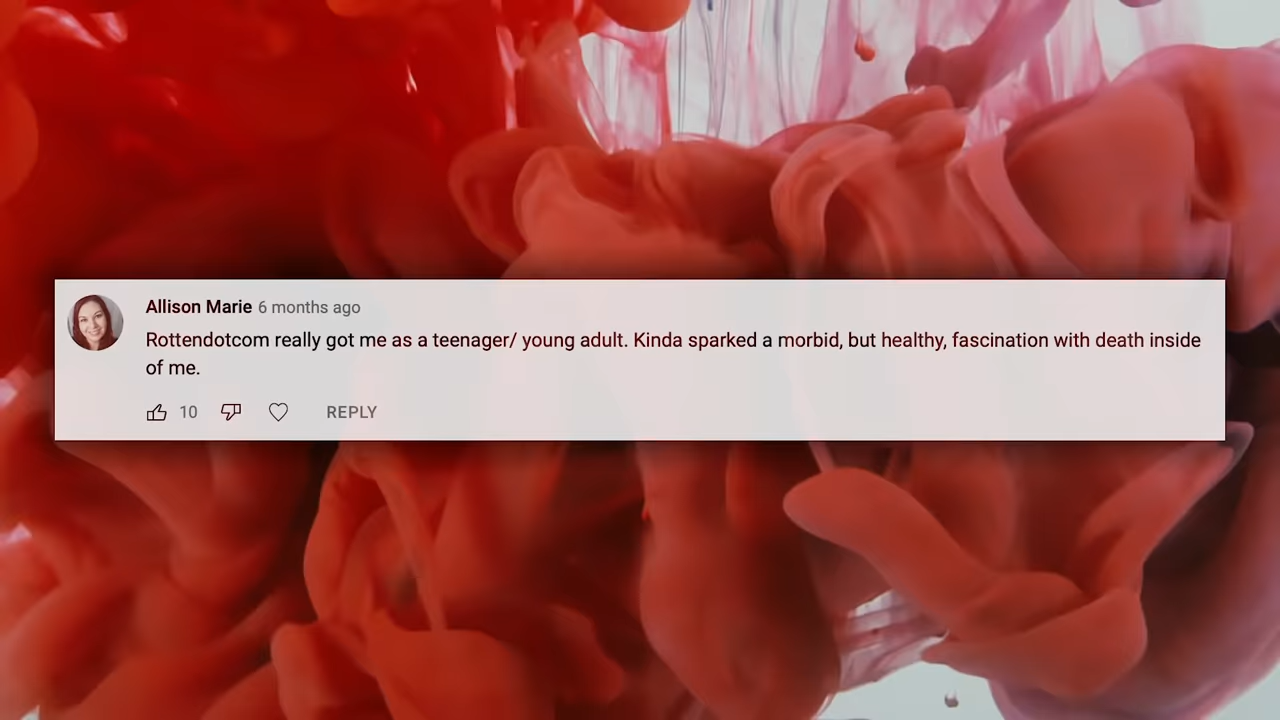 Allison Marie 6 months ago
Rottendotcom really got me as a teenager/ young adult. Kinda sparked a morbid, but healthy, fascination with death inside
of me.
10 REPLY